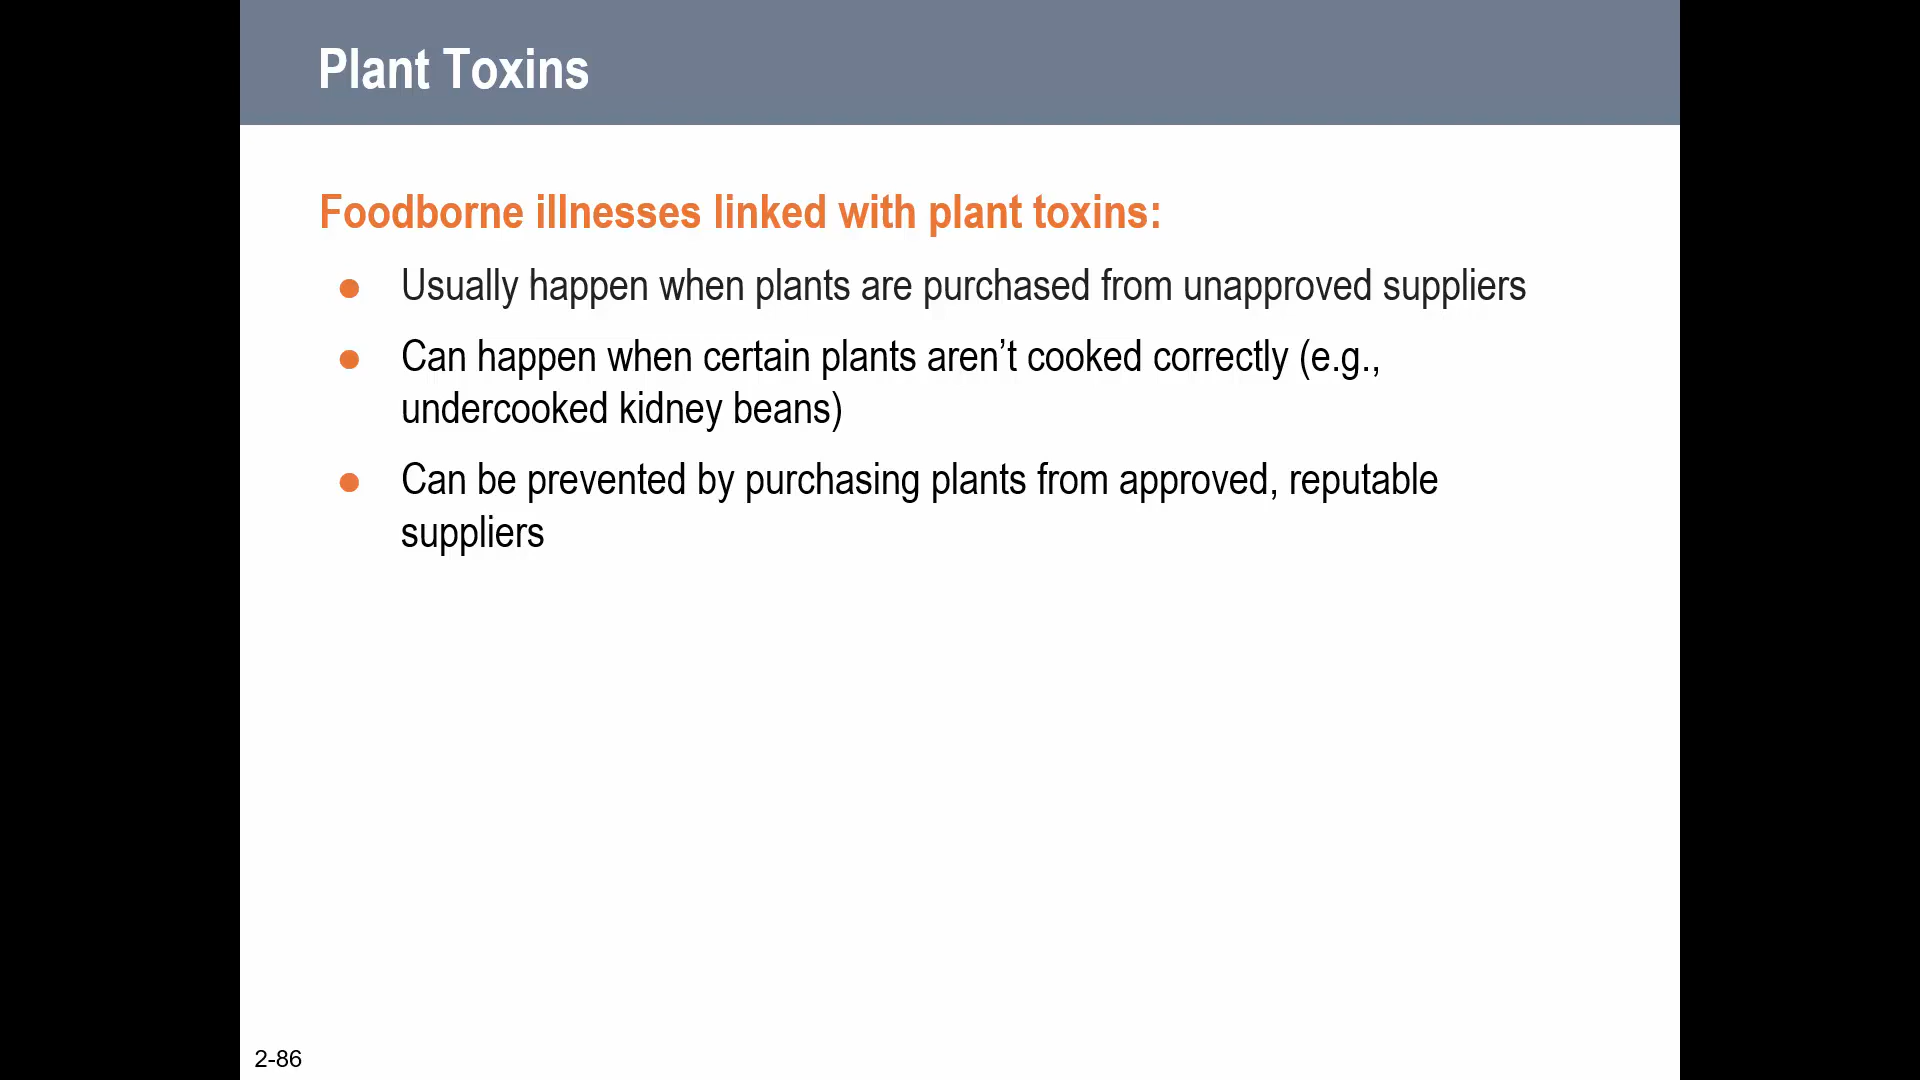 Plant Toxins
Foodborne illnesses linked with plant toxins:
● Usually happen when plants are purchased from unapproved suppliers
● Can happen when certain plants aren’t cooked correctly (e.g.,
undercooked kidney beans)
● Can be prevented by purchasing plants from approved, reputable
suppliers
2-86